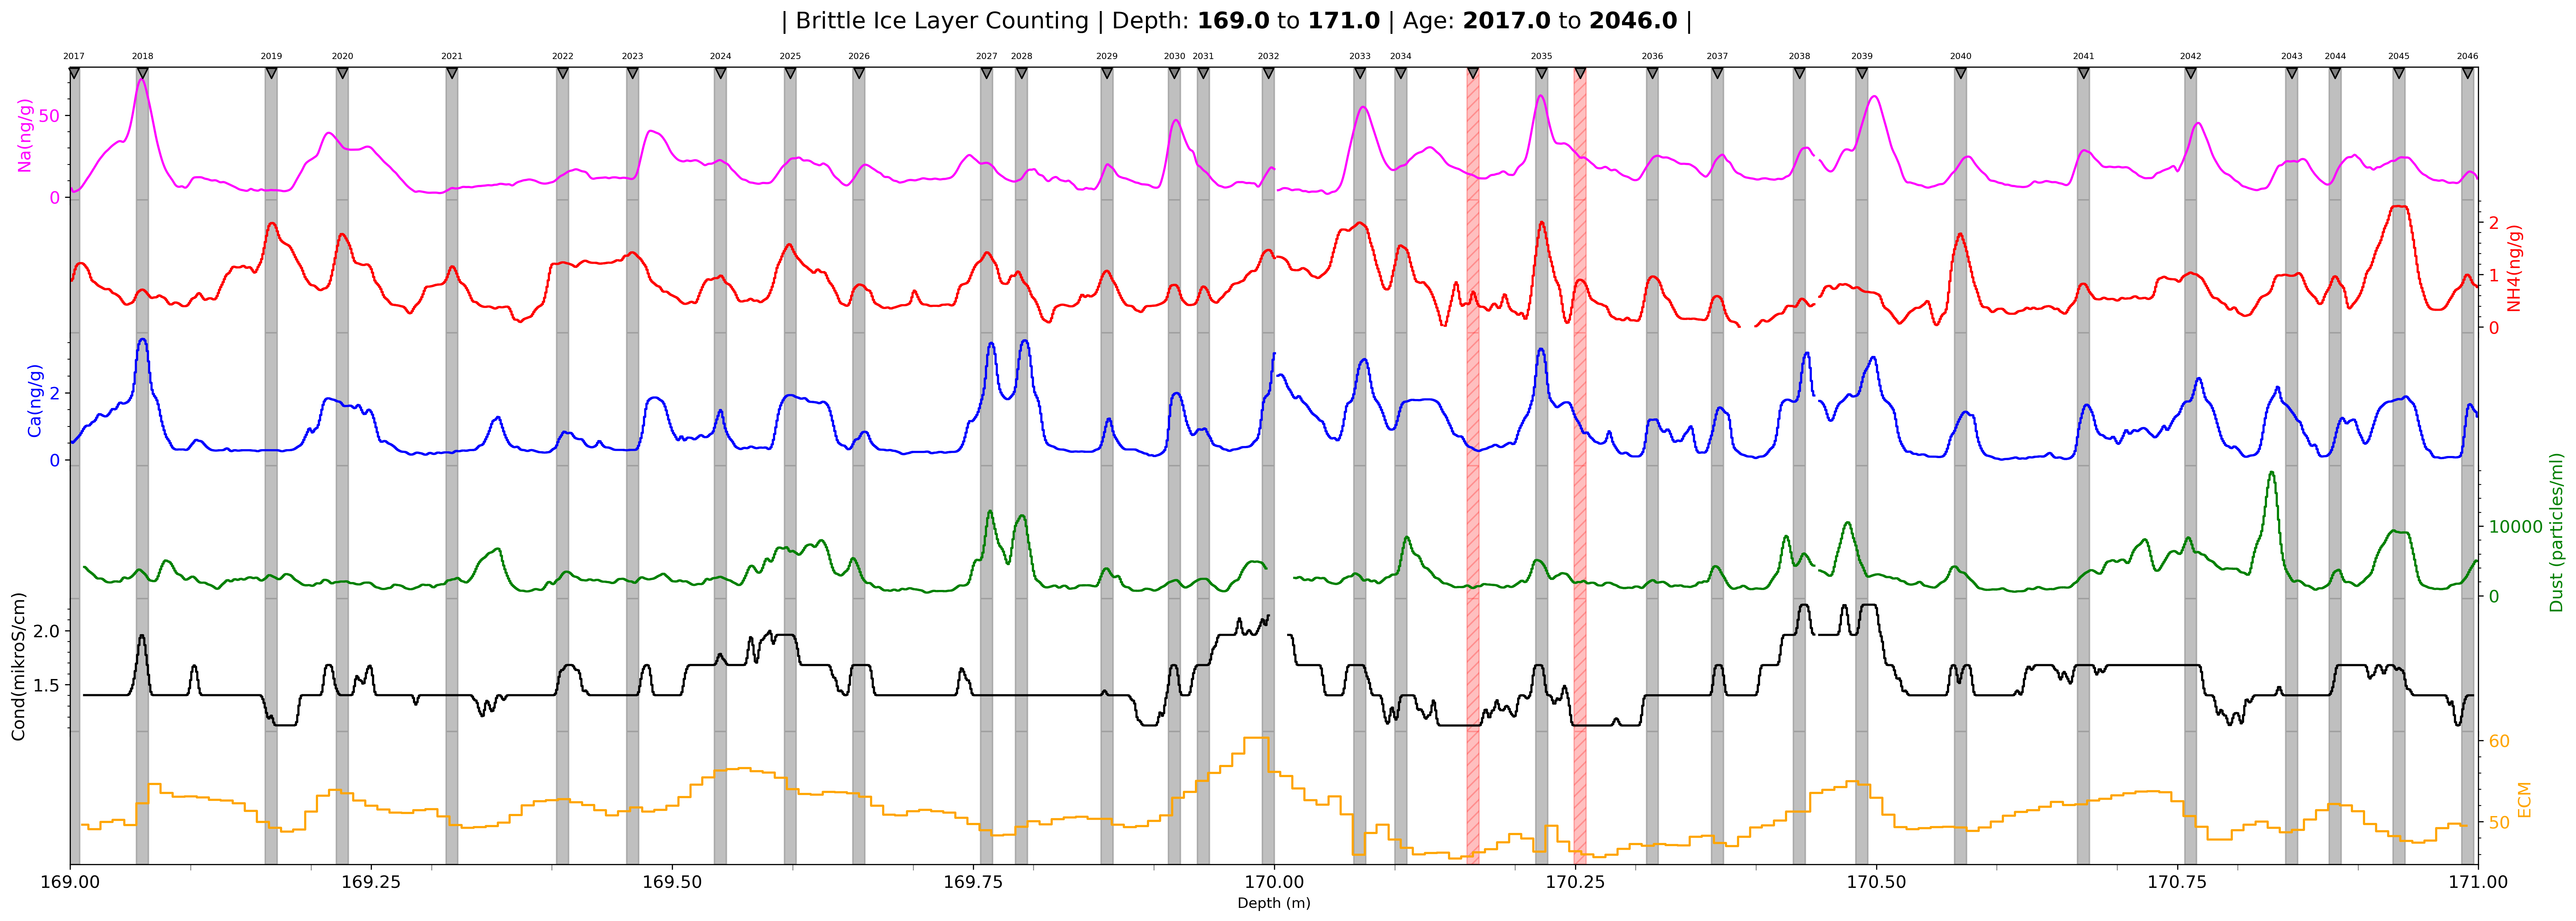 | Brittle Ice Layer Counting | Depth: 169.0 to 171.0 | Age: 2017.0 to 2046.0 |
2017 2018 2019 2020 2021 2022 2023 2024 2025 2026 2027 2028 2029 2030 2031 2032 2033 2034 2035 2036 2037 2038 2039 2040 2041 2042 2043 2044 2045 2046
Na(ng/g)
50
0
NH4(ng/g)
2
1
0
Ca(ng/g)
2
0
Dust (particles/ml)
10000
0
Cond(mikroS/cm)
2.0
1.5
ECM
60
50
169.00 169.25 169.50 169.75 170.00 170.25 170.50 170.75 171.00
Depth (m)